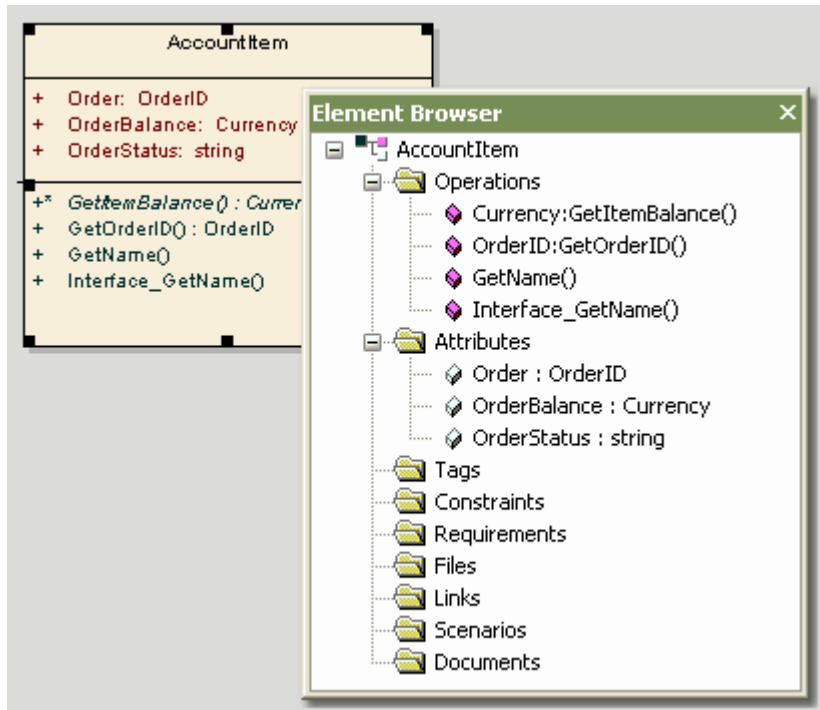 AccountItem
+ Order: OrderID
+ OrderBalance: Currency
+ OrderStatus: string
+* GetItemBalance() : Curren
+ GetOrderID() : OrderID
+ GetName()
+ Interface_GetName()
Element Browser
AccountItem
Operations
Currency:GetItemBalance()
OrderID:GetOrderID()
GetName()
Interface_GetName()
Attributes
Order : OrderID
OrderBalance : Currency
OrderStatus : string
Tags
Constraints
Requirements
Files
Links
Scenarios
Documents